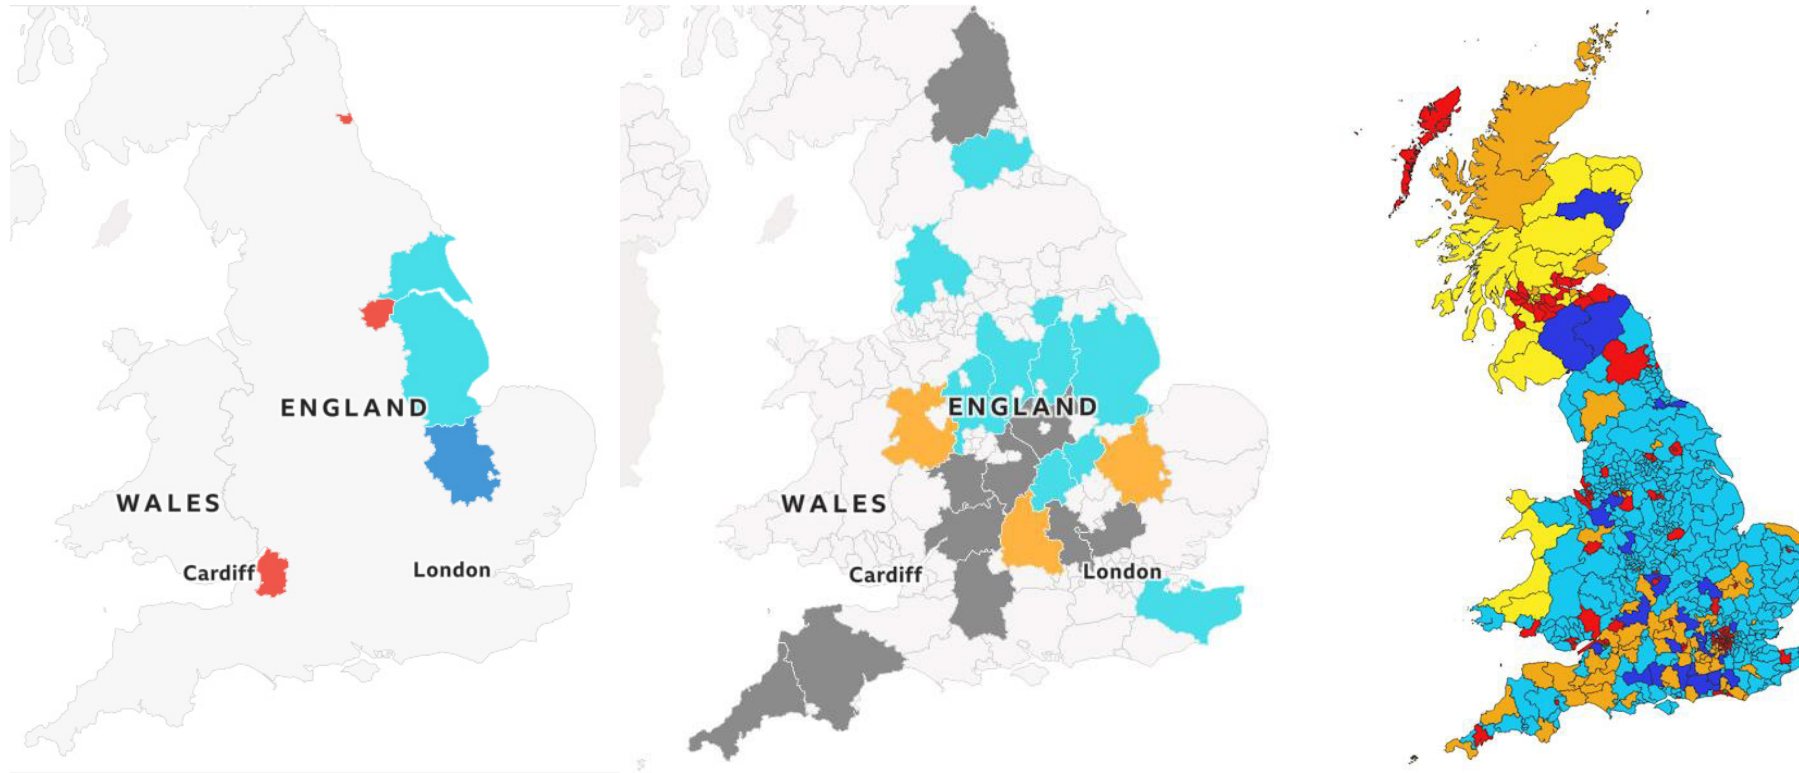 ENGLAND
WALES
Cardiff
London
ENGLAND
WALES
Cardiff
London